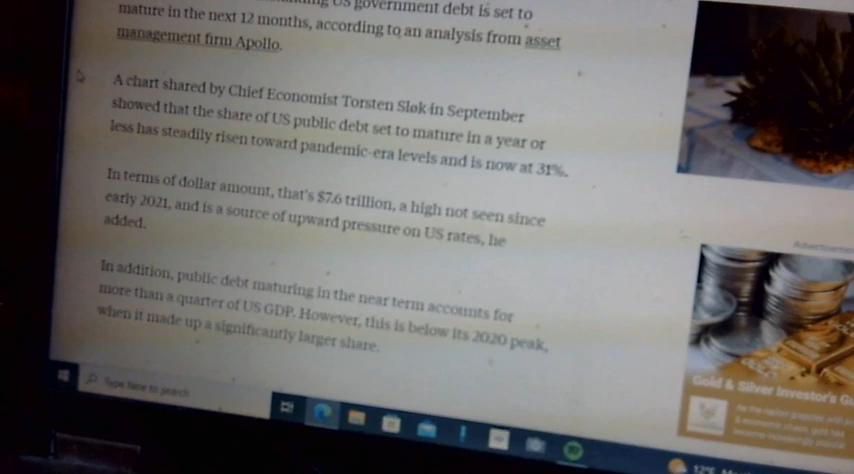 US government debt is set to
mature in the next 12 months, according to an analysis from asset
management firm Apollo.
A chart shared by Chief Economist Torsten Sløk in September
showed that the share of US public debt set to mature in a year or
less has steadily risen toward pandemic-era levels and is now at 31%.
In terms of dollar amount, that's $7.6 trillion, a high not seen since
early 2021, and is a source of upward pressure on US rates, he
added.
In addition, public debt maturing in the near term accounts for
more than a quarter of US GDP. However, this is below its 2020 peak,
when it made up a significantly larger share.
Gold & Silver Investor's
Type here to search
12°F